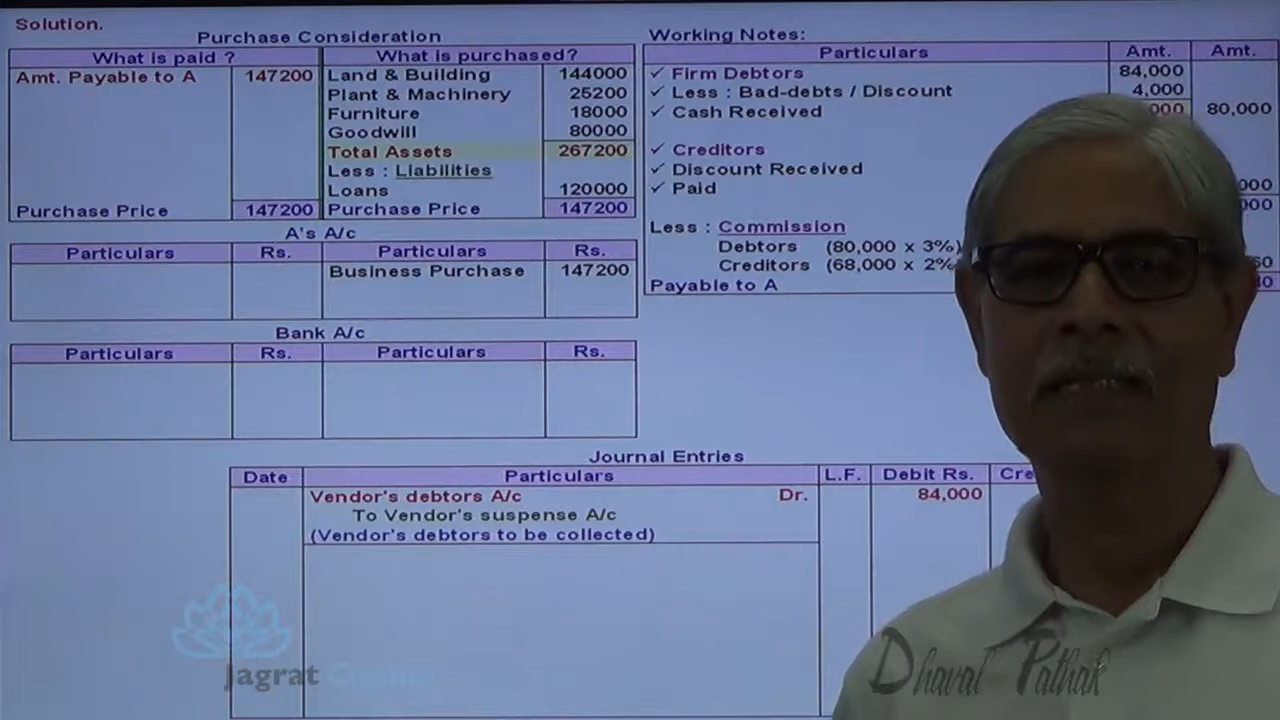 Solution.
Purchase Consideration
What is paid ? What is purchased?
Amt. Payable to A 147200 Land & Building 144000
Plant & Machinery 25200
Furniture 18000
Goodwill 80000
Total Assets 267200
Less : Liabilities
Loans 120000
Purchase Price 147200 Purchase Price 147200
A's A/c
Particulars Rs. Particulars Rs.
Business Purchase 147200
Bank A/c
Particulars Rs. Particulars Rs.
Working Notes:
Particulars Amt. Amt.
✓ Firm Debtors 84,000
✓ Less : Bad-debts / Discount 4,000
✓ Cash Received 80,000
✓ Creditors
✓ Discount Received
✓ Paid
Less : Commission
Debtors (80,000 x 3%)
Creditors (68,000 x 2%
Payable to A
Journal Entries
Date Particulars L.F. Debit Rs.
Vendor's debtors A/c Dr. 84,000
To Vendor's suspense A/c
(Vendor's debtors to be collected)
Jagrat
Dhaval Pathak